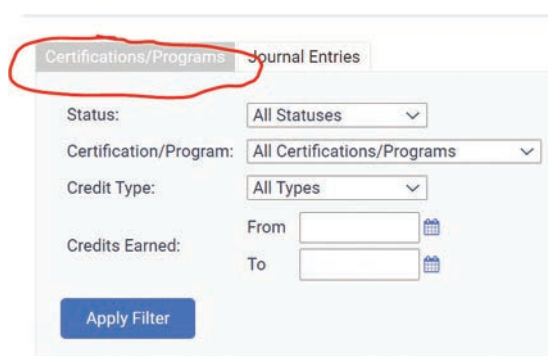 Certifications/Programs Journal Entries
Status: All Statuses
Certification/Program: All Certifications/Programs
Credit Type: All Types
Credits Earned:
From
To
Apply Filter